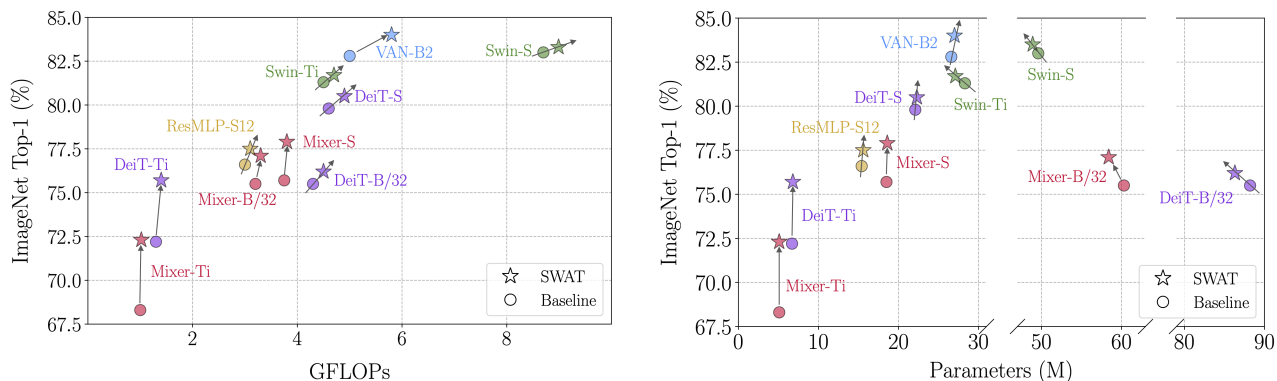 85.0
82.5
80.0
77.5
75.0
72.5
70.0
67.5
ImageNet Top-1 (%)
VAN-B2
Swin-S
Swin-Ti
DeiT-S
ResMLP-S12
Mixer-S
DeiT-Ti
DeiT-B/32
Mixer-B/32
Mixer-Ti
SWAT
Baseline
2
4
6
8
GFLOPs
85.0
82.5
80.0
77.5
75.0
72.5
70.0
67.5
ImageNet Top-1 (%)
VAN-B2
Swin-S
Swin-Ti
DeiT-S
ResMLP-S12
Mixer-S
Mixer-B/32
DeiT-B/32
DeiT-Ti
Mixer-Ti
SWAT
Baseline
0
10
20
30
50
60
80
90
Parameters (M)